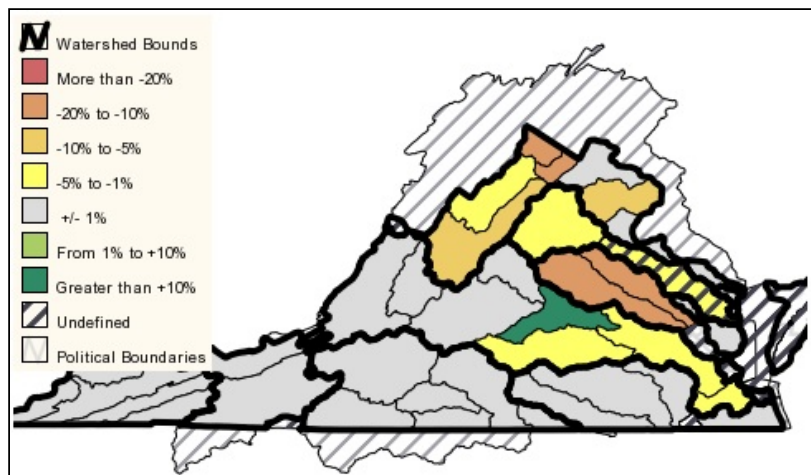 Watershed Bounds
More than -20%
-20% to -10%
-10% to -5%
-5% to -1%
+/- 1%
From 1% to +10%
Greater than +10%
Undefined
Political Boundaries